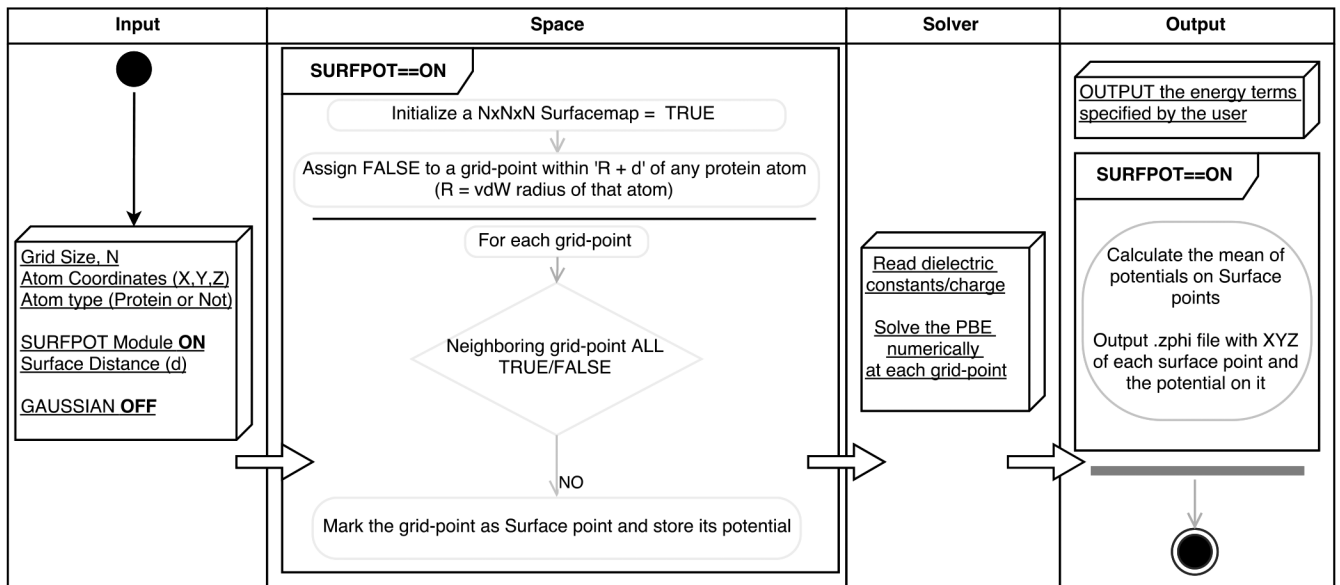 Input
Space
Solver
Output
Grid Size, N
Atom Coordinates (X,Y,Z)
Atom type (Protein or Not)
SURFPOT Module ON
Surface Distance (d)
GAUSSIAN OFF
SURFPOT==ON
Initialize a NxNxN Surfacemap = TRUE
Assign FALSE to a grid-point within 'R + d' of any protein atom
(R = vdW radius of that atom)
For each grid-point
Neighboring grid-point ALL
TRUE/FALSE
NO
Mark the grid-point as Surface point and store its potential
Read dielectric
constants/charge
Solve the PBE
numerically
at each grid-point
OUTPUT the energy terms
specified by the user
SURFPOT==ON
Calculate the mean of
potentials on Surface
points
Output .zphi file with XYZ
of each surface point and
the potential on it